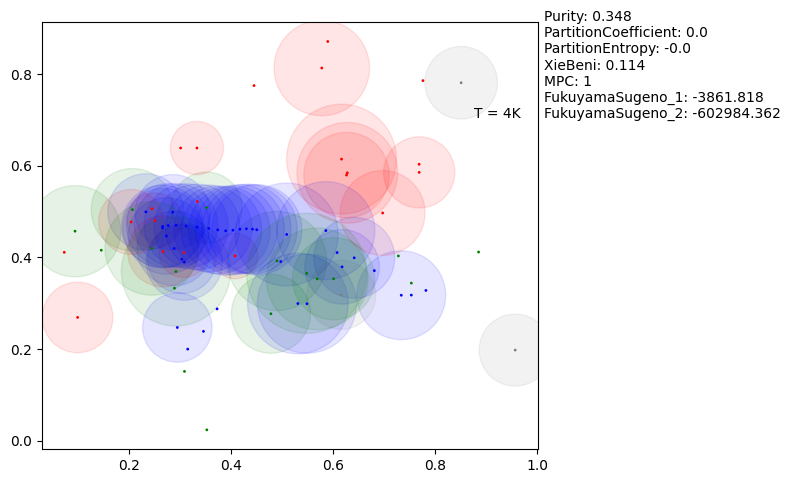 Purity: 0.348
PartitionCoefficient: 0.0
PartitionEntropy: -0.0
XieBeni: 0.114
MPC: 1
FukuyamaSugeno_1: -3861.818
FukuyamaSugeno_2: -602984.362
T = 4K
0.8
0.6
0.4
0.2
0.0
0.2 0.4 0.6 0.8 1.0